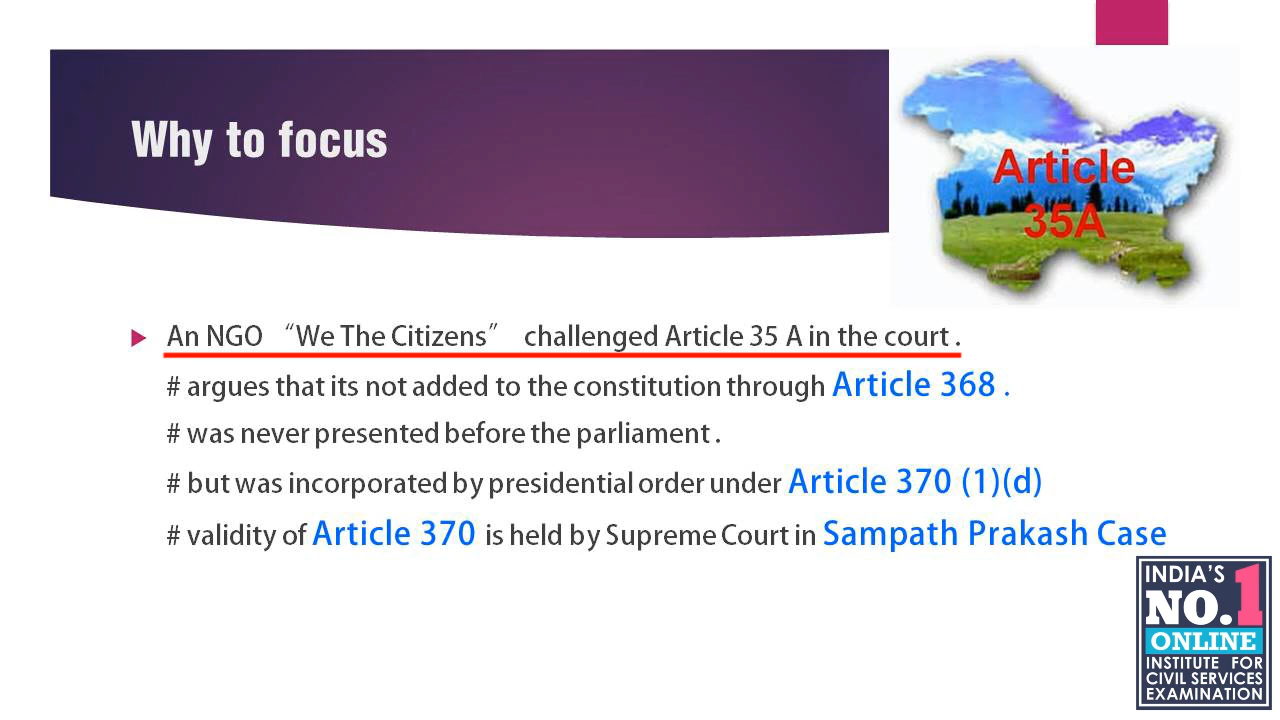 Why to focus
Article
35A
An NGO “We The Citizens” challenged Article 35 A in the court .
# argues that its not added to the constitution through Article 368 .
# was never presented before the parliament .
# but was incorporated by presidential order under Article 370 (1)(d)
# validity of Article 370 is held by Supreme Court in Sampath Prakash Case
INDIA'S
NO.1
ONLINE
INSTITUTE FOR
CIVIL SERVICES
EXAMINATION